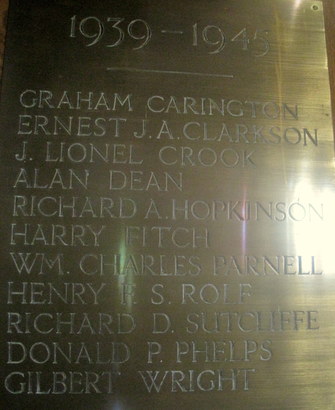 1939-1945
GRAHAM CARINGTON
ERNEST J.A. CLARKSON
J. LIONEL CROOK
ALAN DEAN
RICHARD A. HOPKINSON
HARRY FITCH
WM. CHARLES PARNELL
HENRY F. S. ROLF
RICHARD D. SUTCLIFFE
DONALD P. PHELPS
GILBERT WRIGHT